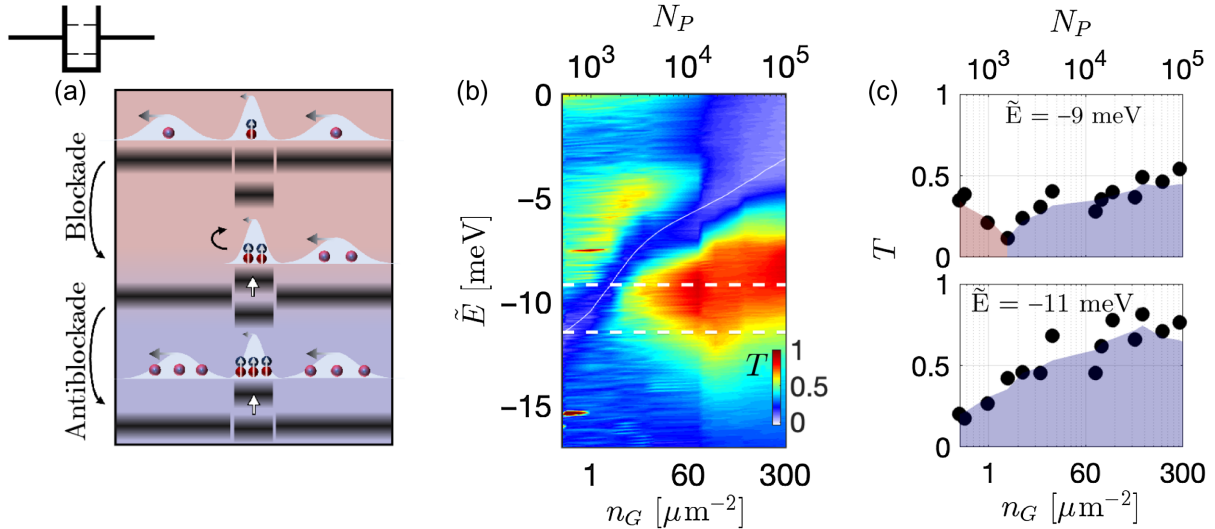 (a)
Blockade
Antiblockade
(b)
N_P
10^3 10^4 10^5
0
−5
−10
−15
Ẽ [meV]
T
1
0.5
0
1 60 300
n_G [μm^{−2}]
(c)
N_P
10^3 10^4 10^5
1
0.5
0
Ẽ = −9 meV
T
1
0.5
0
Ẽ = −11 meV
1 60 300
n_G [μm^{−2}]